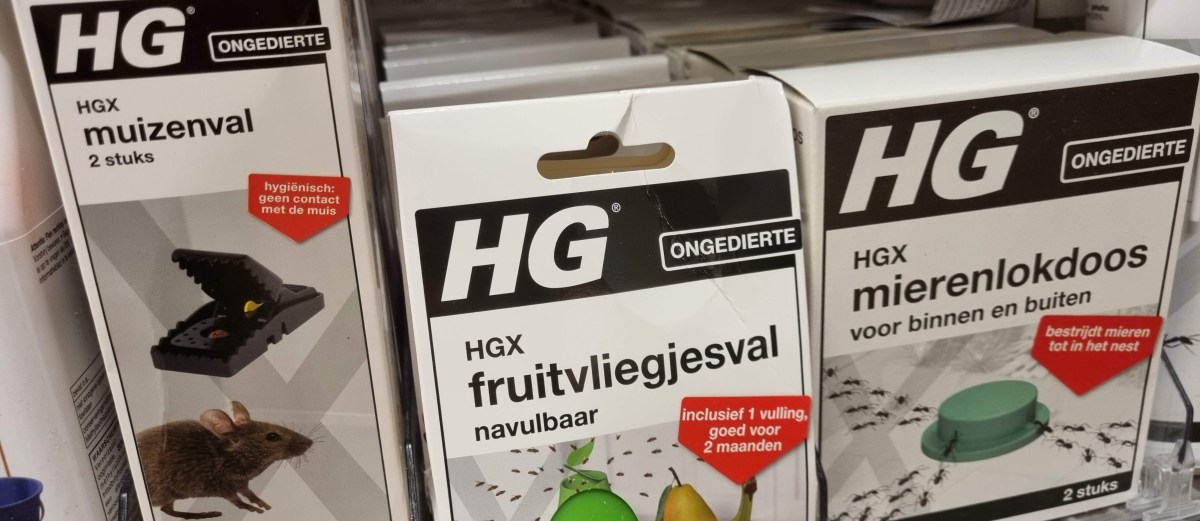 HG®
ONGEDIERTE
HGX
muizenval
2 stuks
hygiënisch:
geen contact
met de muis
HG®
ONGEDIERTE
HGX
fruitvliegjesval
navulbaar
inclusief 1 vulling,
goed voor
2 maanden
HG®
ONGEDIERTE
HGX
mierenlokdoos
voor binnen en buiten
bestrijdt mieren
tot in het nest
2 stuks